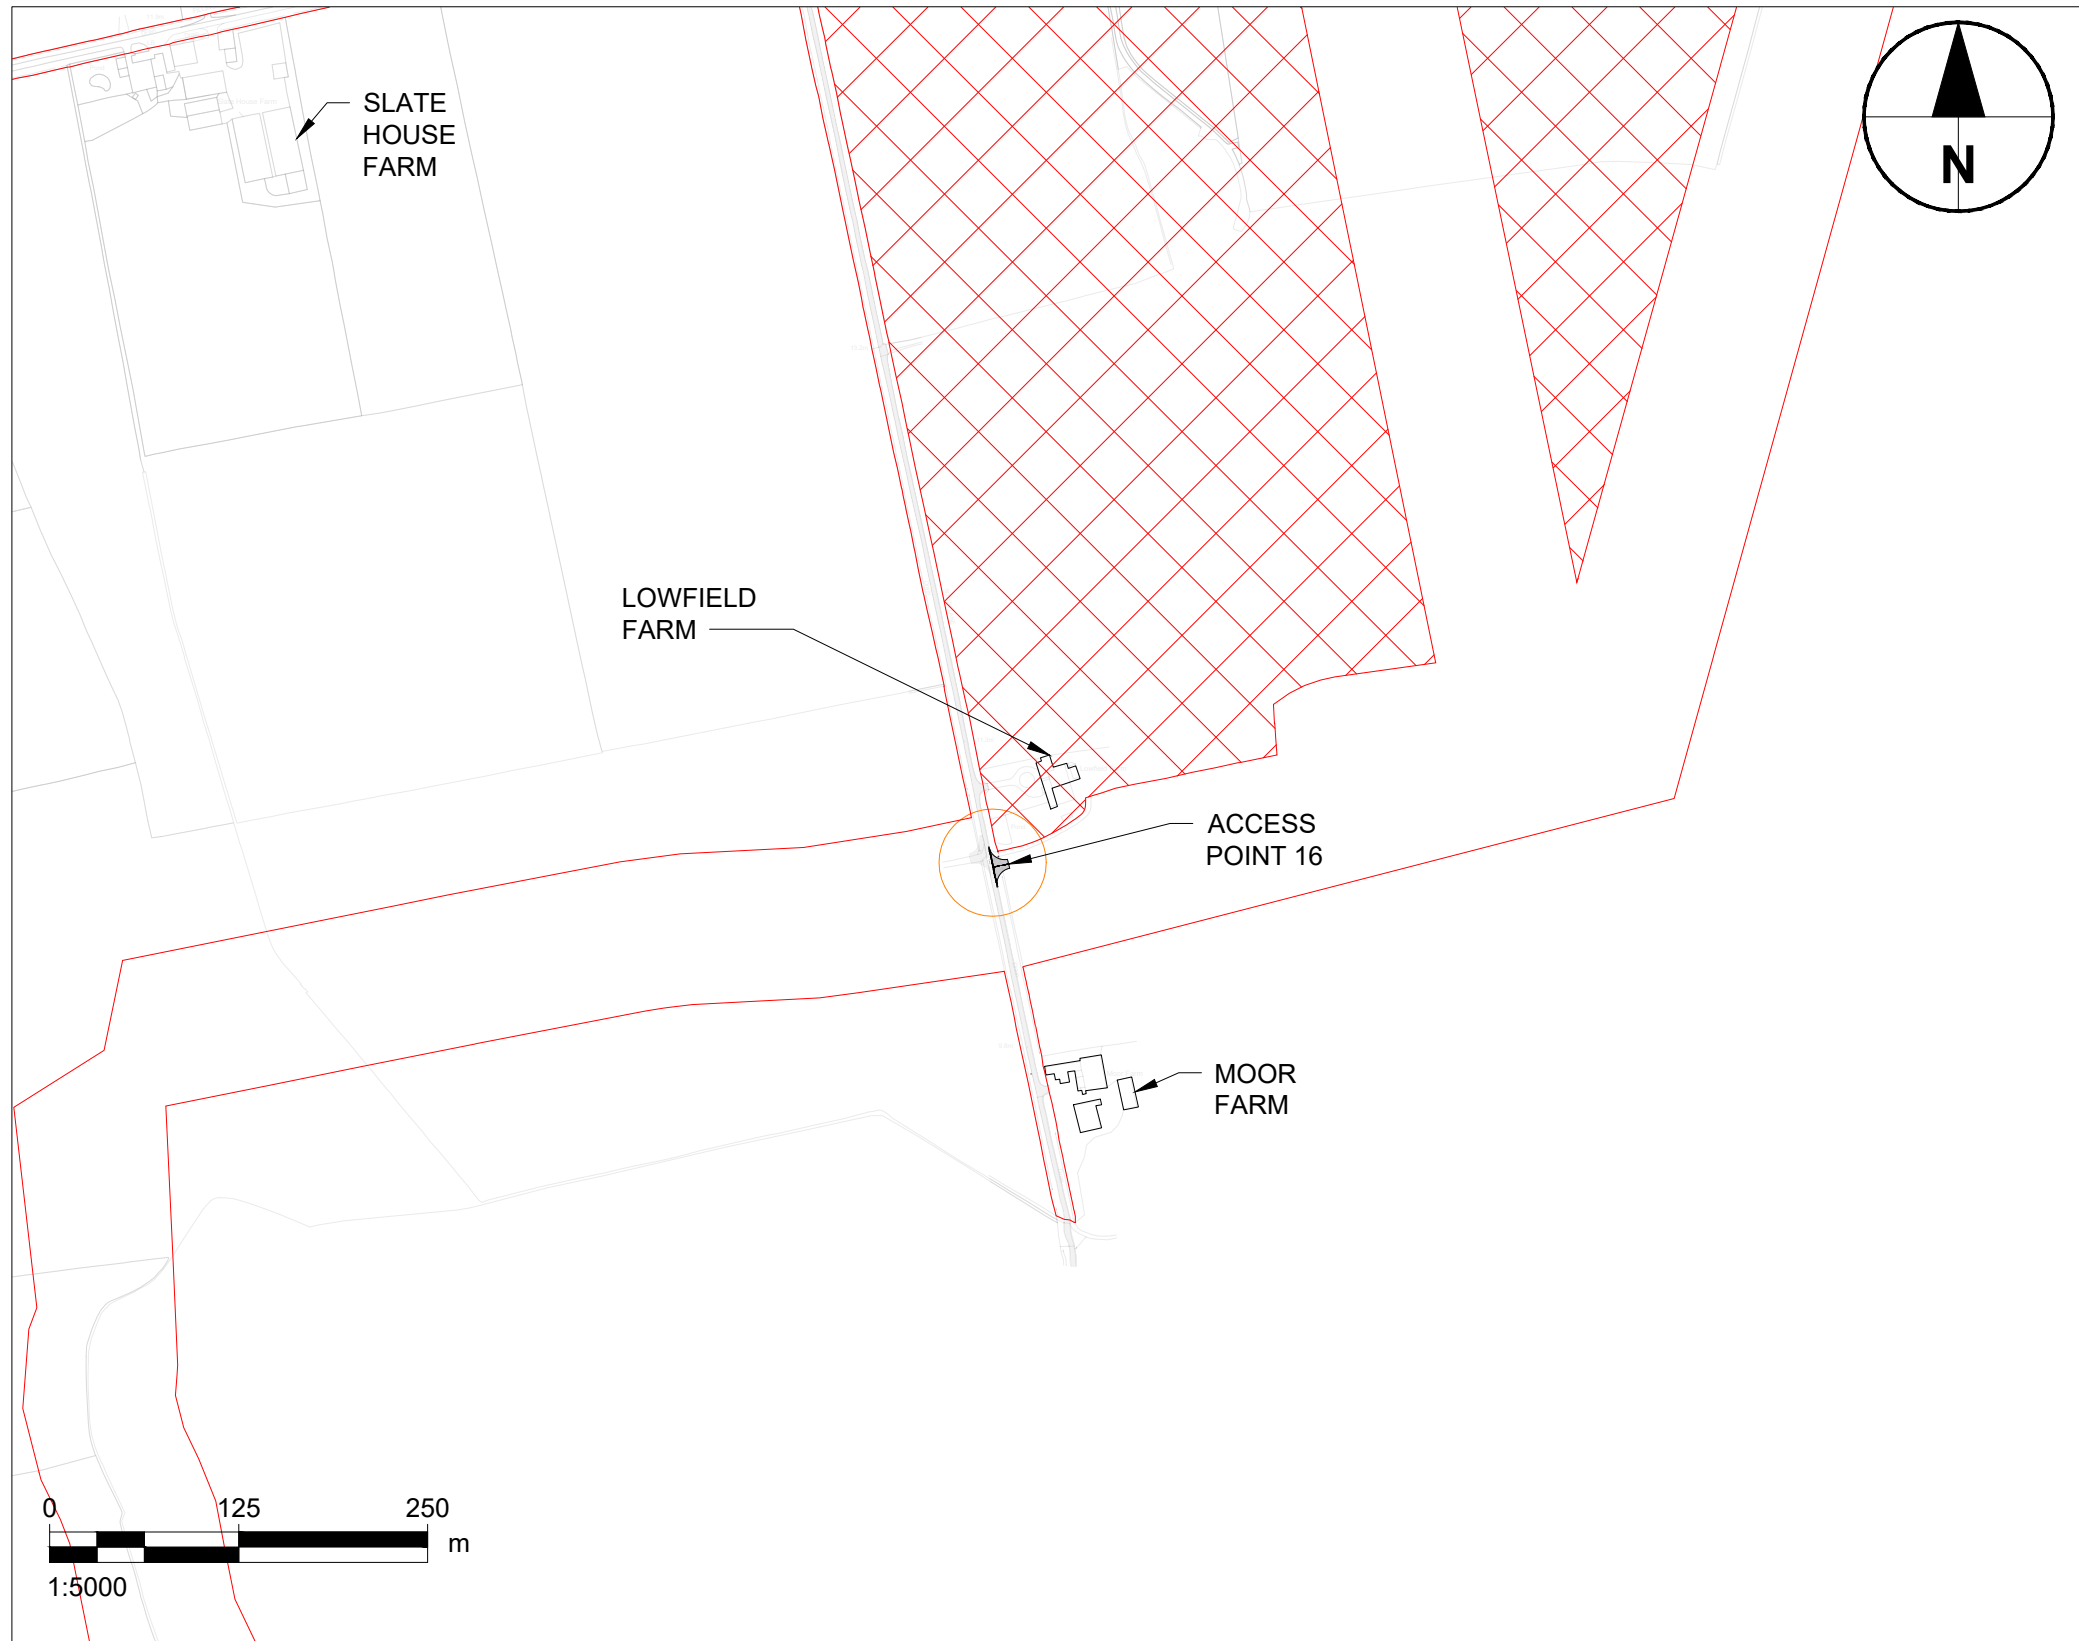 SLATE
HOUSE
FARM
N
LOWFIELD
FARM
ACCESS
POINT 16
MOOR
FARM
0 125 250
m
1:5000